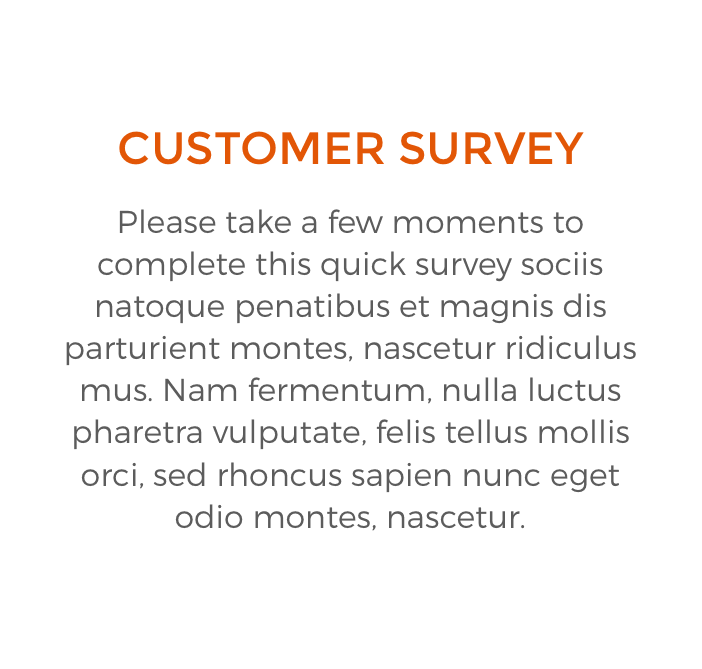 CUSTOMER SURVEY
Please take a few moments to
complete this quick survey sociis
natoque penatibus et magnis dis
parturient montes, nascetur ridiculus
mus. Nam fermentum, nulla luctus
pharetra vulputate, felis tellus mollis
orci, sed rhoncus sapien nunc eget
odio montes, nascetur.